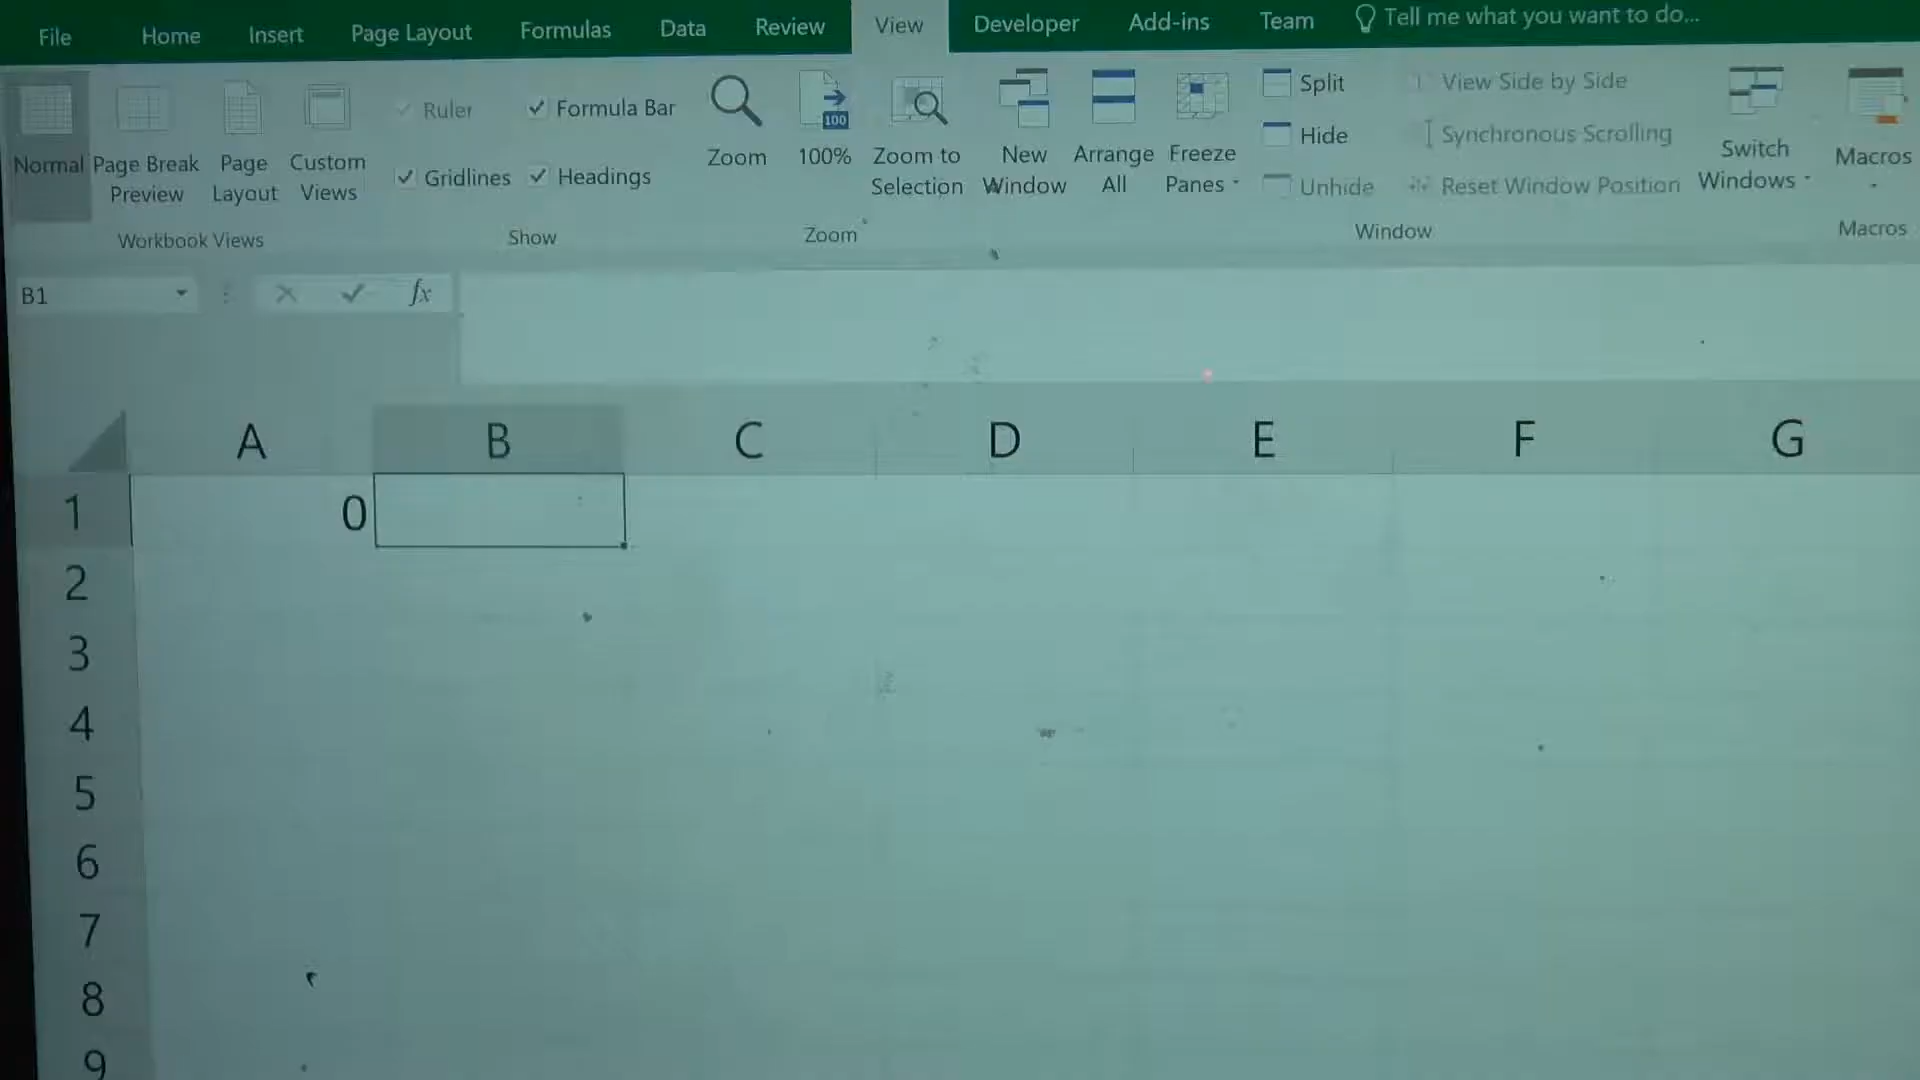 File Home Insert Page Layout Formulas Data Review View Developer Add-ins Team Tell me what you want to do...
Normal
Page Break Preview
Page Layout
Custom Views
Workbook Views
Ruler
Formula Bar
Gridlines
Headings
Show
Zoom
100
100%
Zoom to Selection
Zoom
New Window
Arrange All
Freeze Panes
Split
Hide
Unhide
View Side by Side
Synchronous Scrolling
Reset Window Position
Switch Windows
Window
Macros
Macros
B1 fx
A B C D E F G
1 0
2
3
4
5
6
7
8
9